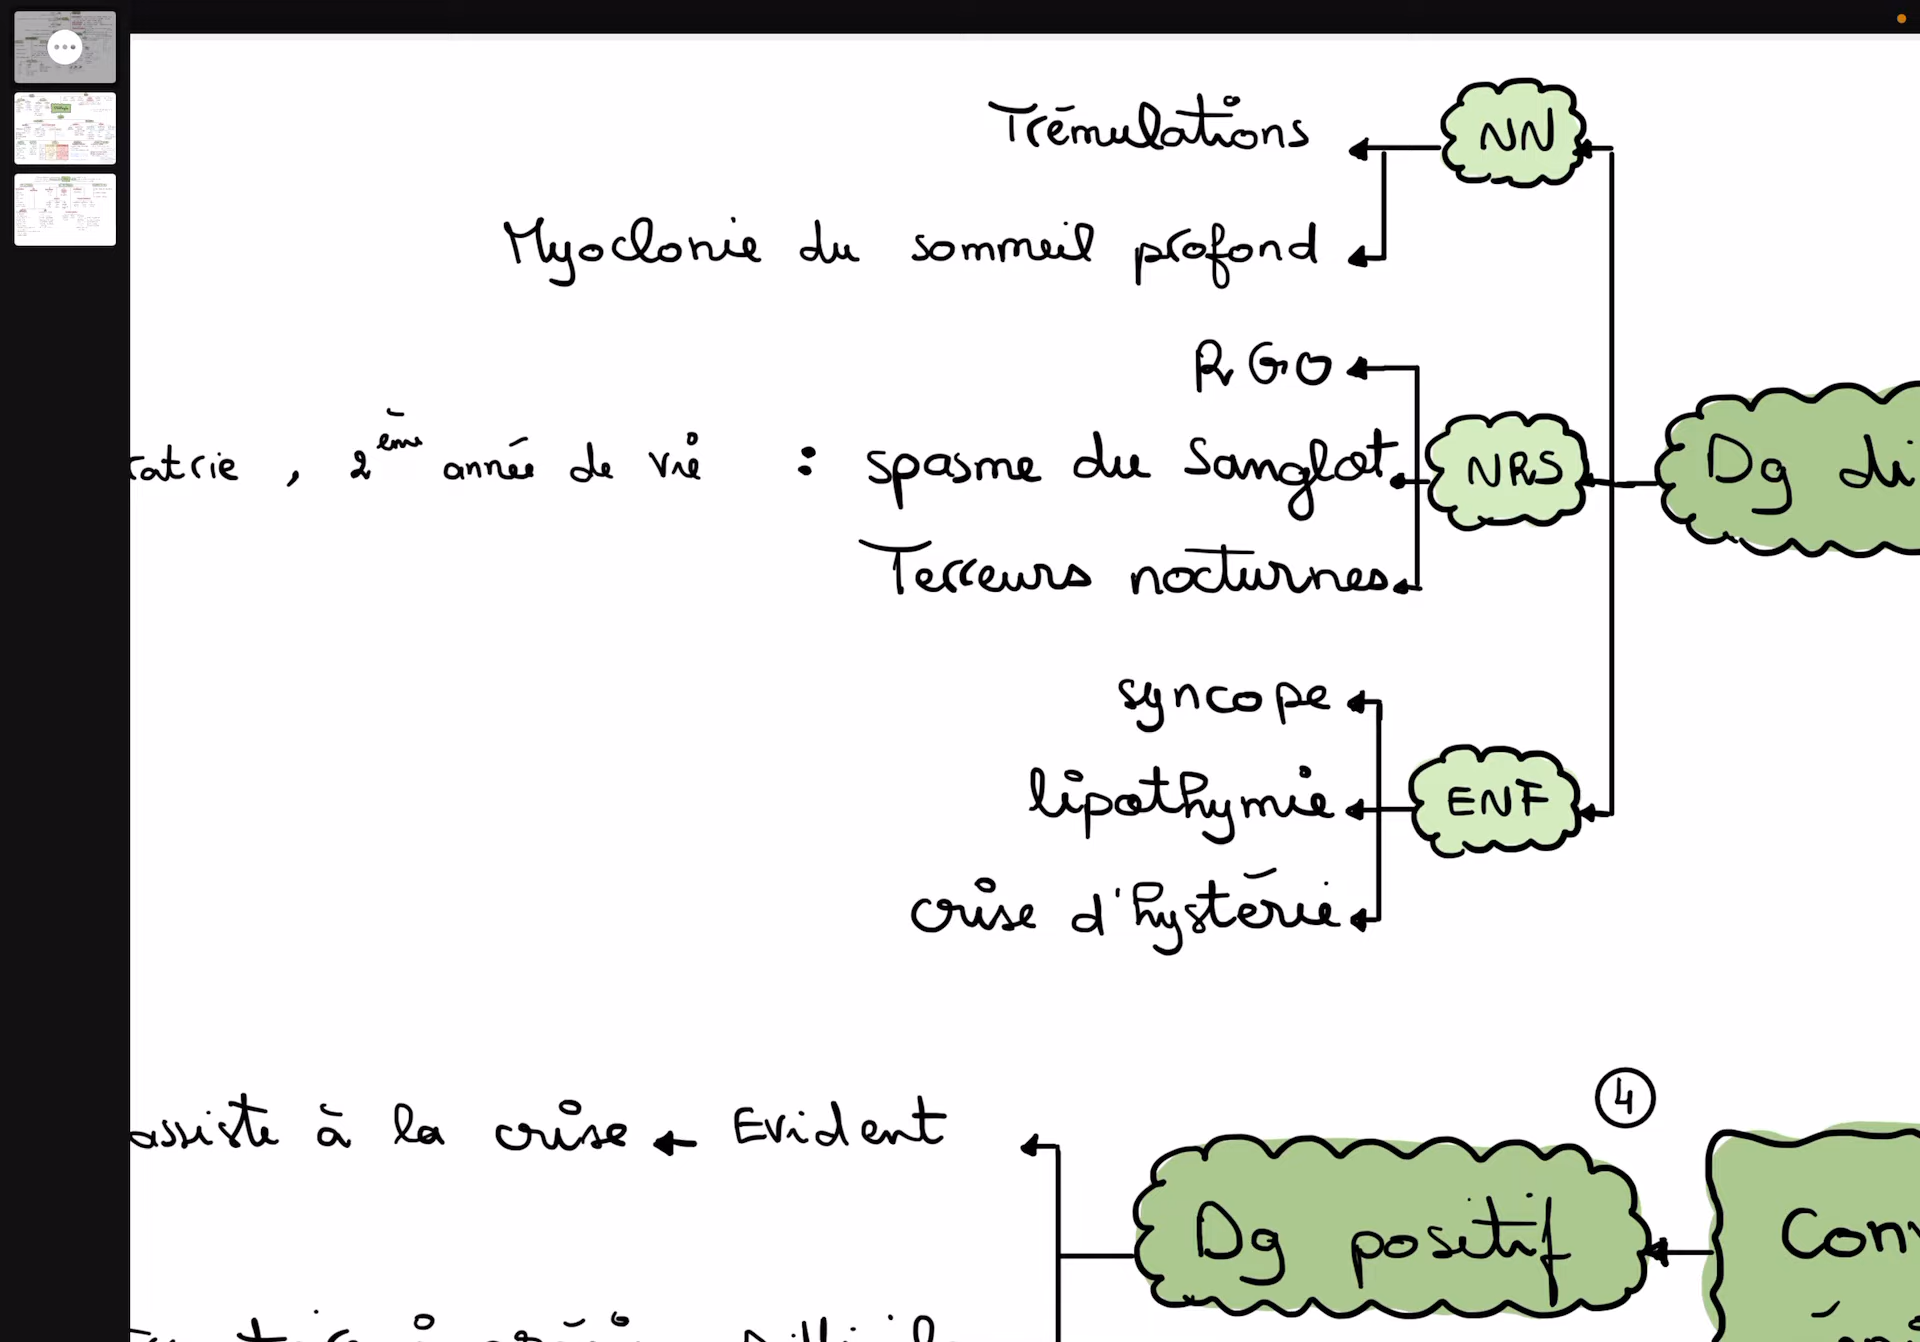 Trémulations NN
Myoclonie du sommeil profond
RGO
2ème année de vie : spasme du Sanglot NRS Dg
Terreurs nocturnes
syncope
lipothymie ENF
crise d'hystérie
4
assiste à la crise Evident
Dg positif